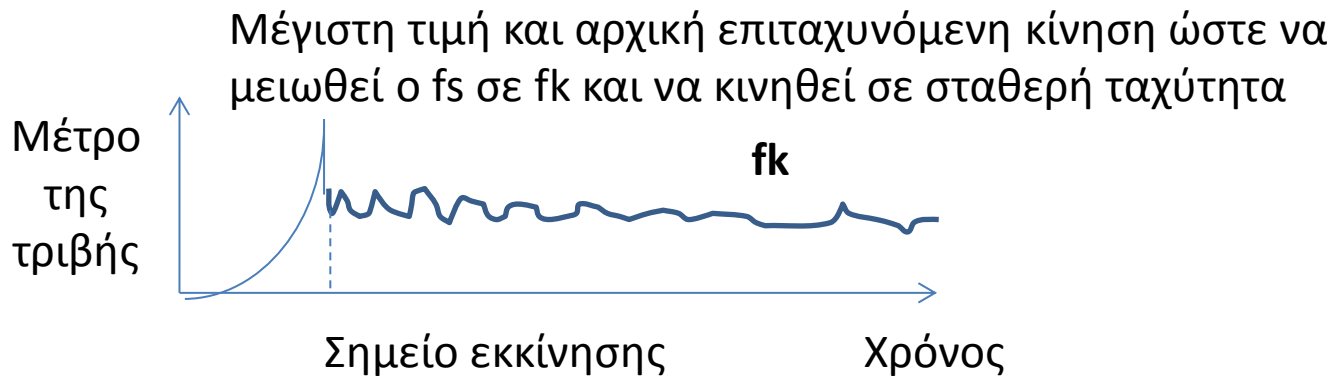 Μέγιστη τιμή και αρχική επιταχυνόμενη κίνηση ώστε να
μειωθεί ο fs σε fk και να κινηθεί σε σταθερή ταχύτητα
Μέτρο
της
τριβής
fk
Σημείο εκκίνησης
Χρόνος